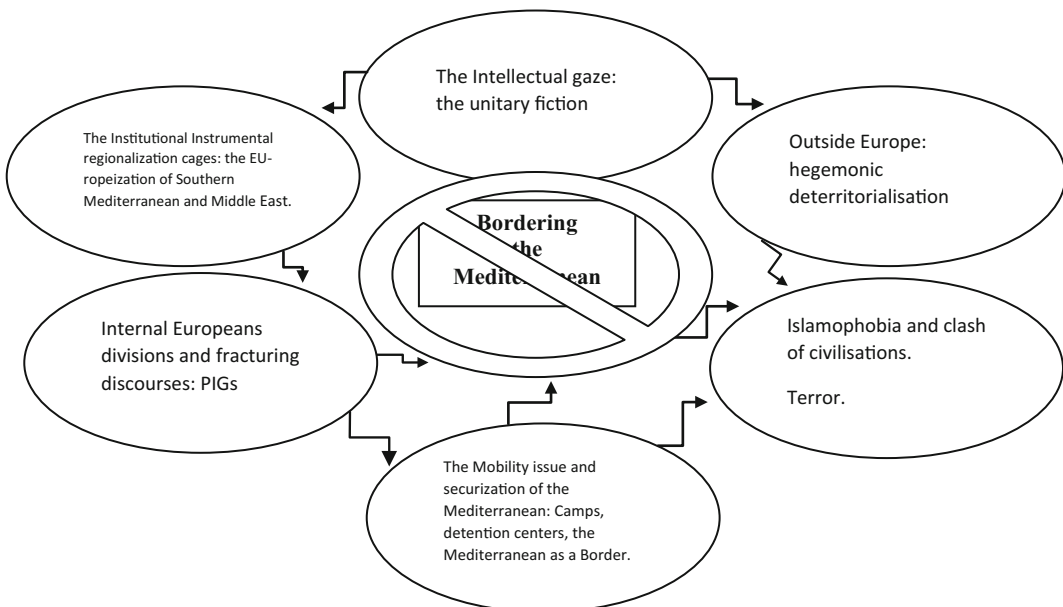 The Intellectual gaze:
the unitary fiction
The Institutional Instrumental
regionalization cages: the EU-
ropeization of Southern
Mediterranean and Middle East.
Outside Europe:
hegemonic
deterritorialisation
Bordering
the
Mediterranean
Internal Europeans
divisions and fracturing
discourses: PIGs
Islamophobia and clash
of civilisations.
Terror.
The Mobility issue and
securization of the
Mediterranean: Camps,
detention centers, the
Mediterranean as a Border.